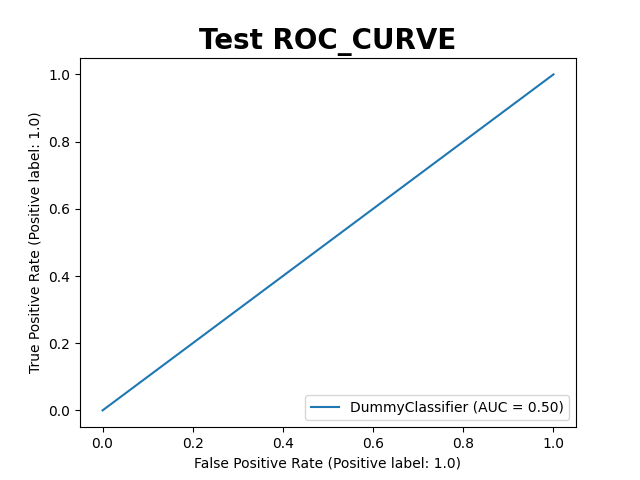 Test ROC_CURVE
True Positive Rate (Positive label: 1.0)
1.0
0.8
0.6
0.4
0.2
0.0
DummyClassifier (AUC = 0.50)
0.0 0.2 0.4 0.6 0.8 1.0
False Positive Rate (Positive label: 1.0)